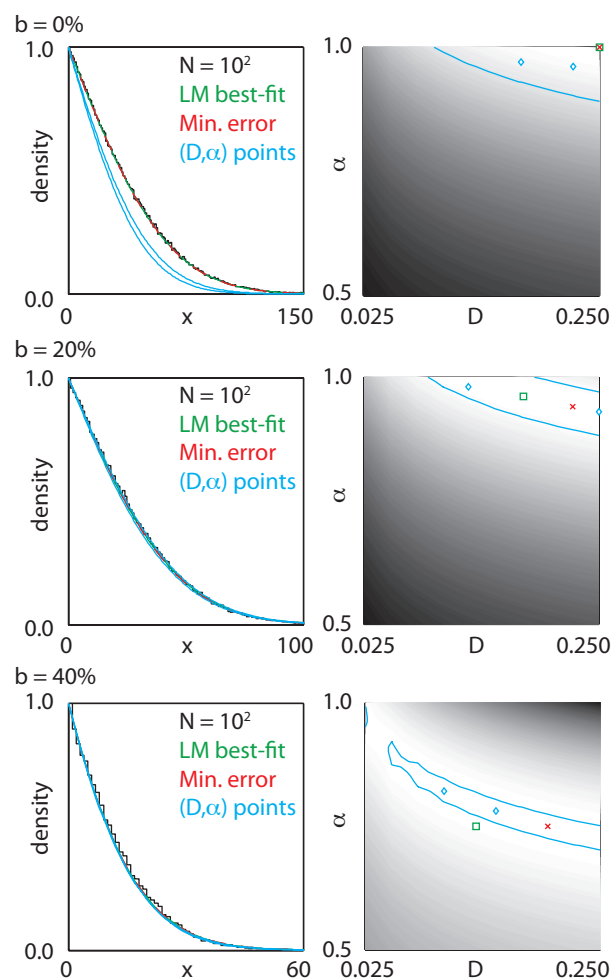 b = 0%
1.0
N = 10²
LM best-fit
Min. error
(D,α) points
density
0.0
0
x
150
1.0
α
0.5
0.025
D
0.250
b = 20%
1.0
N = 10²
LM best-fit
Min. error
(D,α) points
density
0.0
0
x
100
1.0
α
0.5
0.025
D
0.250
b = 40%
1.0
N = 10²
LM best-fit
Min. error
(D,α) points
density
0.0
0
x
60
1.0
α
0.5
0.025
D
0.250